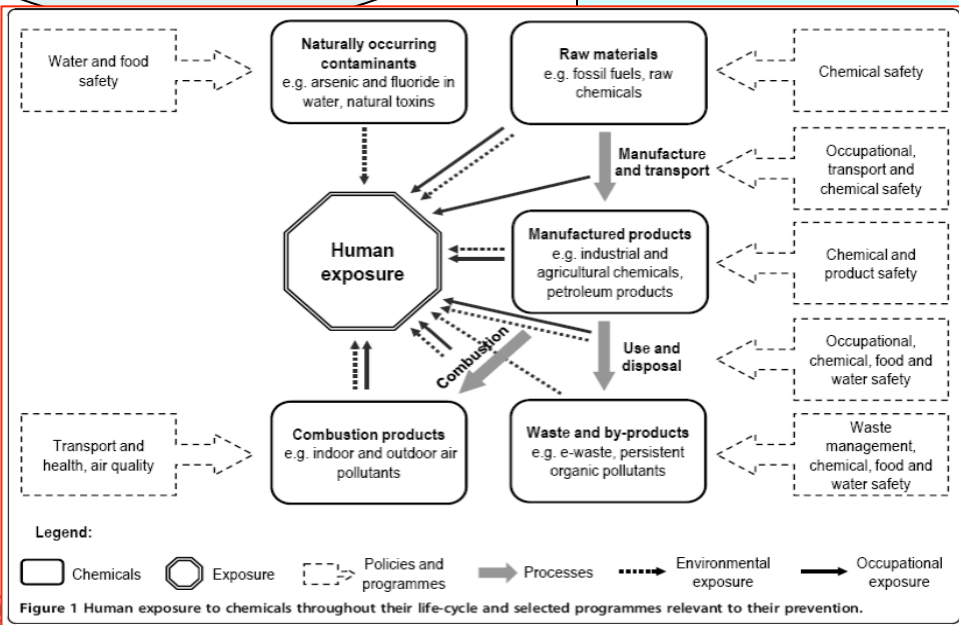 Water and food
safety
Naturally occurring
contaminants
e.g. arsenic and fluoride in
water, natural toxins
Raw materials
e.g. fossil fuels, raw
chemicals
Chemical safety
Manufacture
and transport
Occupational,
transport and
chemical safety
Human
exposure
Manufactured products
e.g. industrial and
agricultural chemicals,
petroleum products
Chemical and
product safety
Combustion
Use and
disposal
Occupational,
chemical, food and
water safety
Transport and
health, air quality
Combustion products
e.g. indoor and outdoor air
pollutants
Waste and by-products
e.g. e-waste, persistent
organic pollutants
Waste
management,
chemical, food and
water safety
Legend:
Chemicals
Exposure
Policies and
programmes
Processes
Environmental
exposure
Occupational
exposure
Figure 1 Human exposure to chemicals throughout their life-cycle and selected programmes relevant to their prevention.